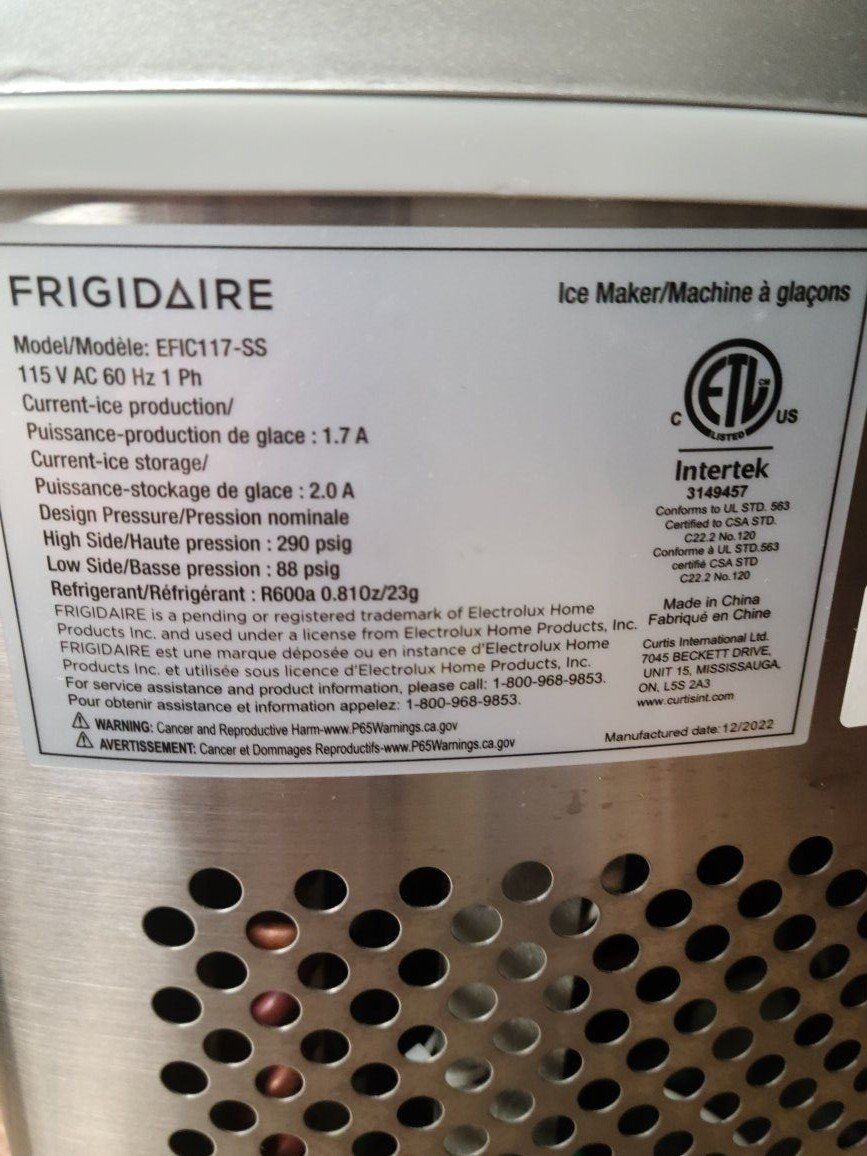 FRIGIDAIRE
Ice Maker/Machine à glaçons
Model/Modèle: EFIC117-SS
115 V AC 60 Hz 1 Ph
Current-ice production/
Puissance-production de glace : 1.7 A
Current-ice storage/
Puissance-stockage de glace : 2.0 A
Design Pressure/Pression nominale
High Side/Haute pression : 290 psig
Low Side/Basse pression : 88 psig
Refrigerant/Réfrigérant : R600a 0.81Oz/23g
FRIGIDAIRE is a pending or registered trademark of Electrolux Home
Products Inc. and used under a license from Electrolux Home Products, Inc.
FRIGIDAIRE est une marque déposée ou en instance d'Electrolux Home
Products Inc. et utilisée sous licence d'Electrolux Home Products, Inc.
For service assistance and product information, please call: 1-800-968-9853.
Pour obtenir assistance et information appelez: 1-800-968-9853.
WARNING: Cancer and Reproductive Harm-www.P65Warnings.ca.gov
AVERTISSEMENT: Cancer et Dommages Reproductifs-www.P65Warnings.ca.gov
ETL CM
C US
LISTED
Intertek
3149457
Conforms to UL STD. 563
Certified to CSA STD.
C22.2 No.120
Conforme à UL STD.563
certifié CSA STD
C22.2 No.120
Made in China
Fabriqué en Chine
Curtis International Ltd.
7045 BECKETT DRIVE,
UNIT 15, MISSISSAUGA,
ON, L5S 2A3
www.curtisint.com
Manufactured date:12/2022